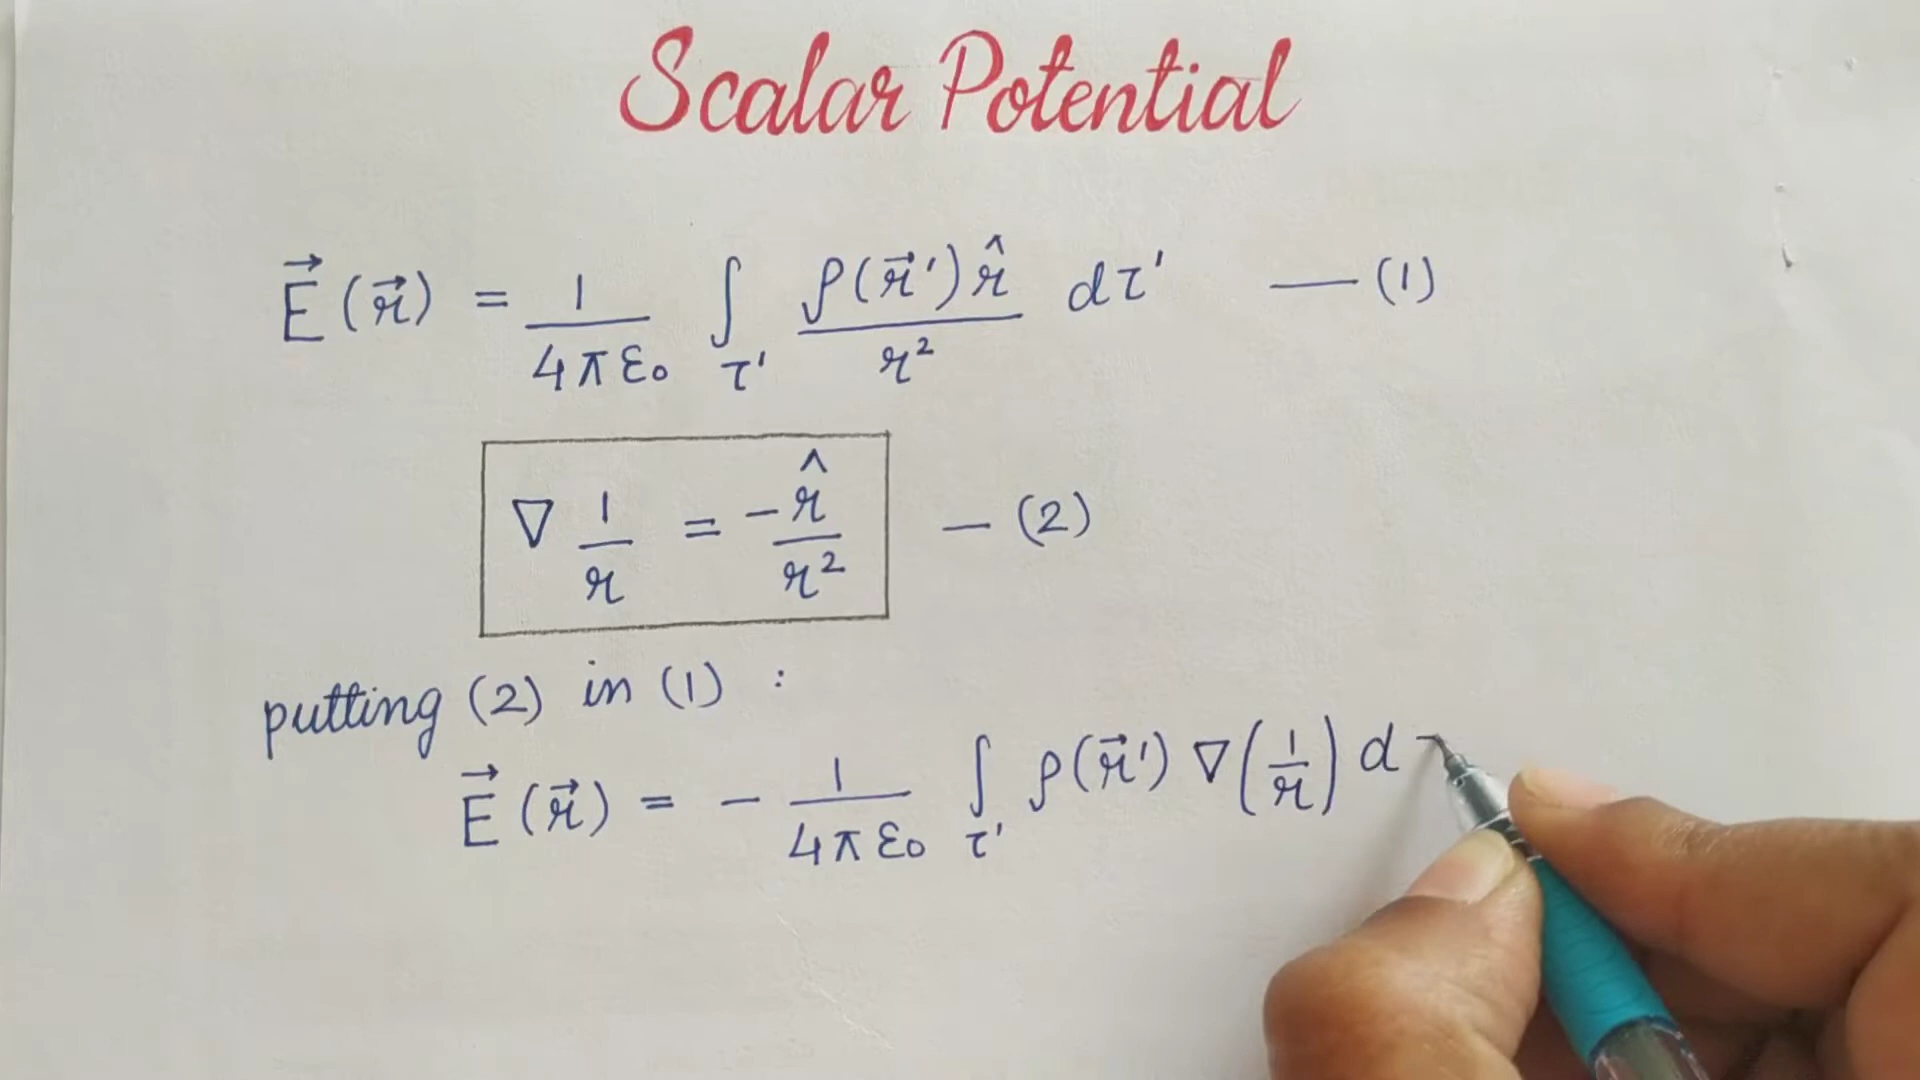 Scalar Potential
E⃗(r⃗) = 1/4πε₀ ∫τ' ρ(r⃗')r̂/r² dτ' — (1)
∇ 1/r = -r̂/r² — (2)
putting (2) in (1) :
E⃗(r⃗) = - 1/4πε₀ ∫τ' ρ(r⃗') ∇(1/r) d